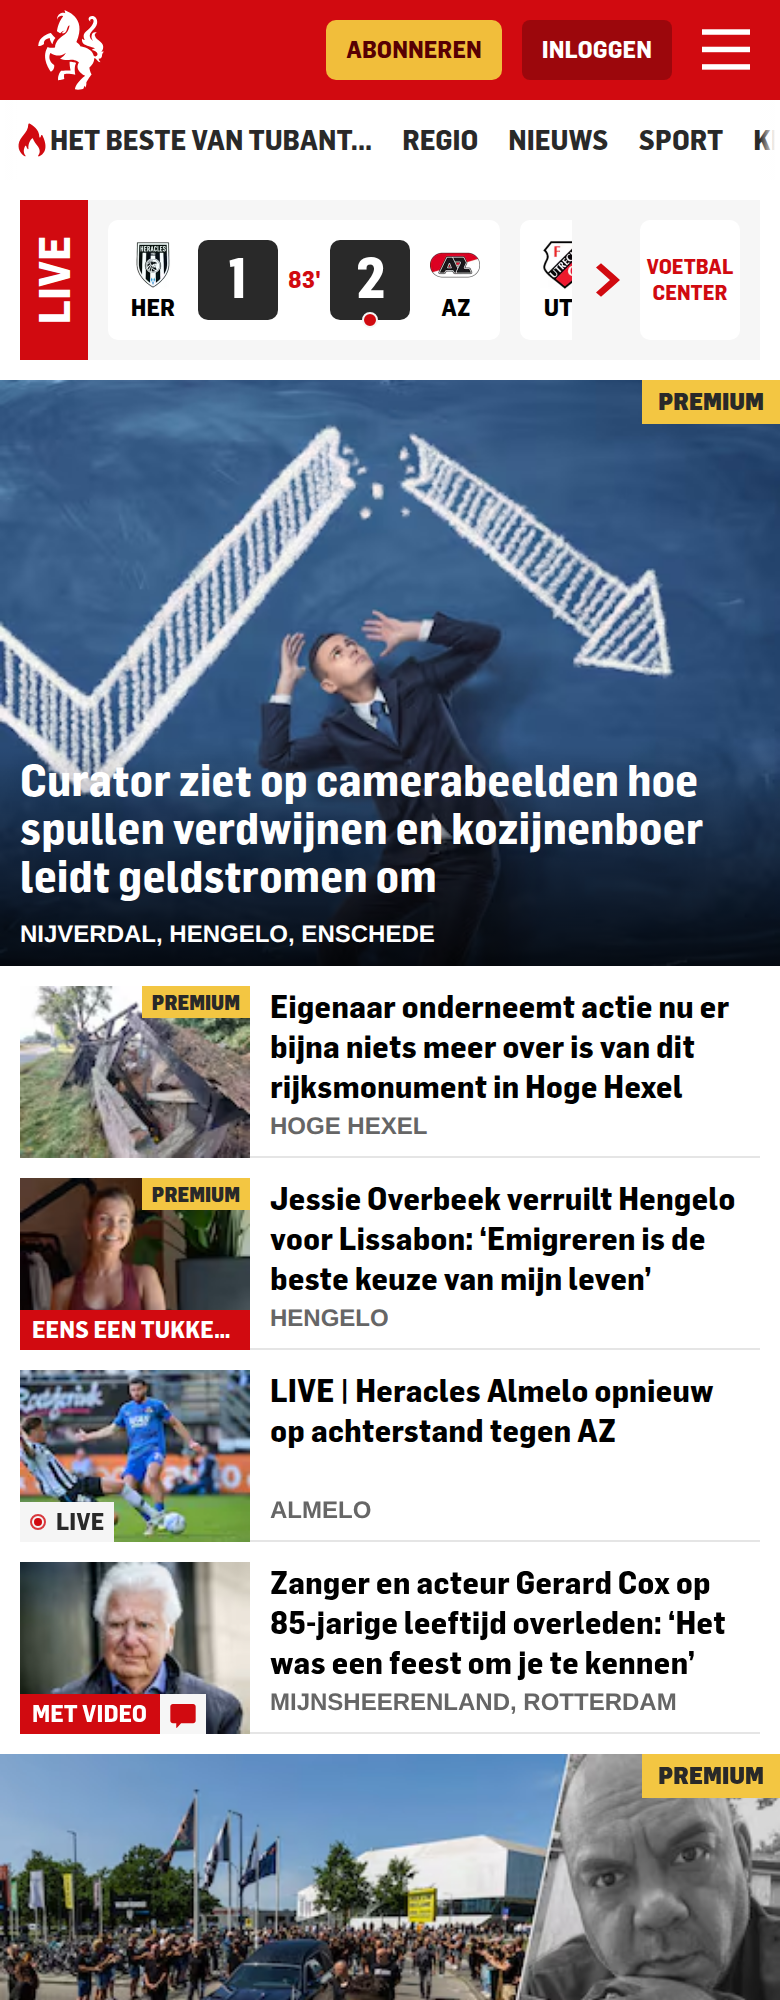 ABONNEREN
INLOGGEN
HET BESTE VAN TUBANT... REGIO NIEUWS SPORT
LIVE
HERACLES
HER
1
83'
2
AZ
AZ
FC
UTREC
UT
VOETBAL
CENTER
PREMIUM
Curator ziet op camerabeelden hoe
spullen verdwijnen en kozijnenboer
leidt geldstromen om
NIJVERDAL, HENGELO, ENSCHEDE
PREMIUM
Eigenaar onderneemt actie nu er
bijna niets meer over is van dit
rijksmonument in Hoge Hexel
HOGE HEXEL
PREMIUM
EENS EEN TUKKE...
Jessie Overbeek verruilt Hengelo
voor Lissabon: ‘Emigreren is de
beste keuze van mijn leven’
HENGELO
LIVE
LIVE | Heracles Almelo opnieuw
op achterstand tegen AZ
ALMELO
MET VIDEO
Zanger en acteur Gerard Cox op
85-jarige leeftijd overleden: ‘Het
was een feest om je te kennen’
MIJNSHEERENLAND, ROTTERDAM
PREMIUM